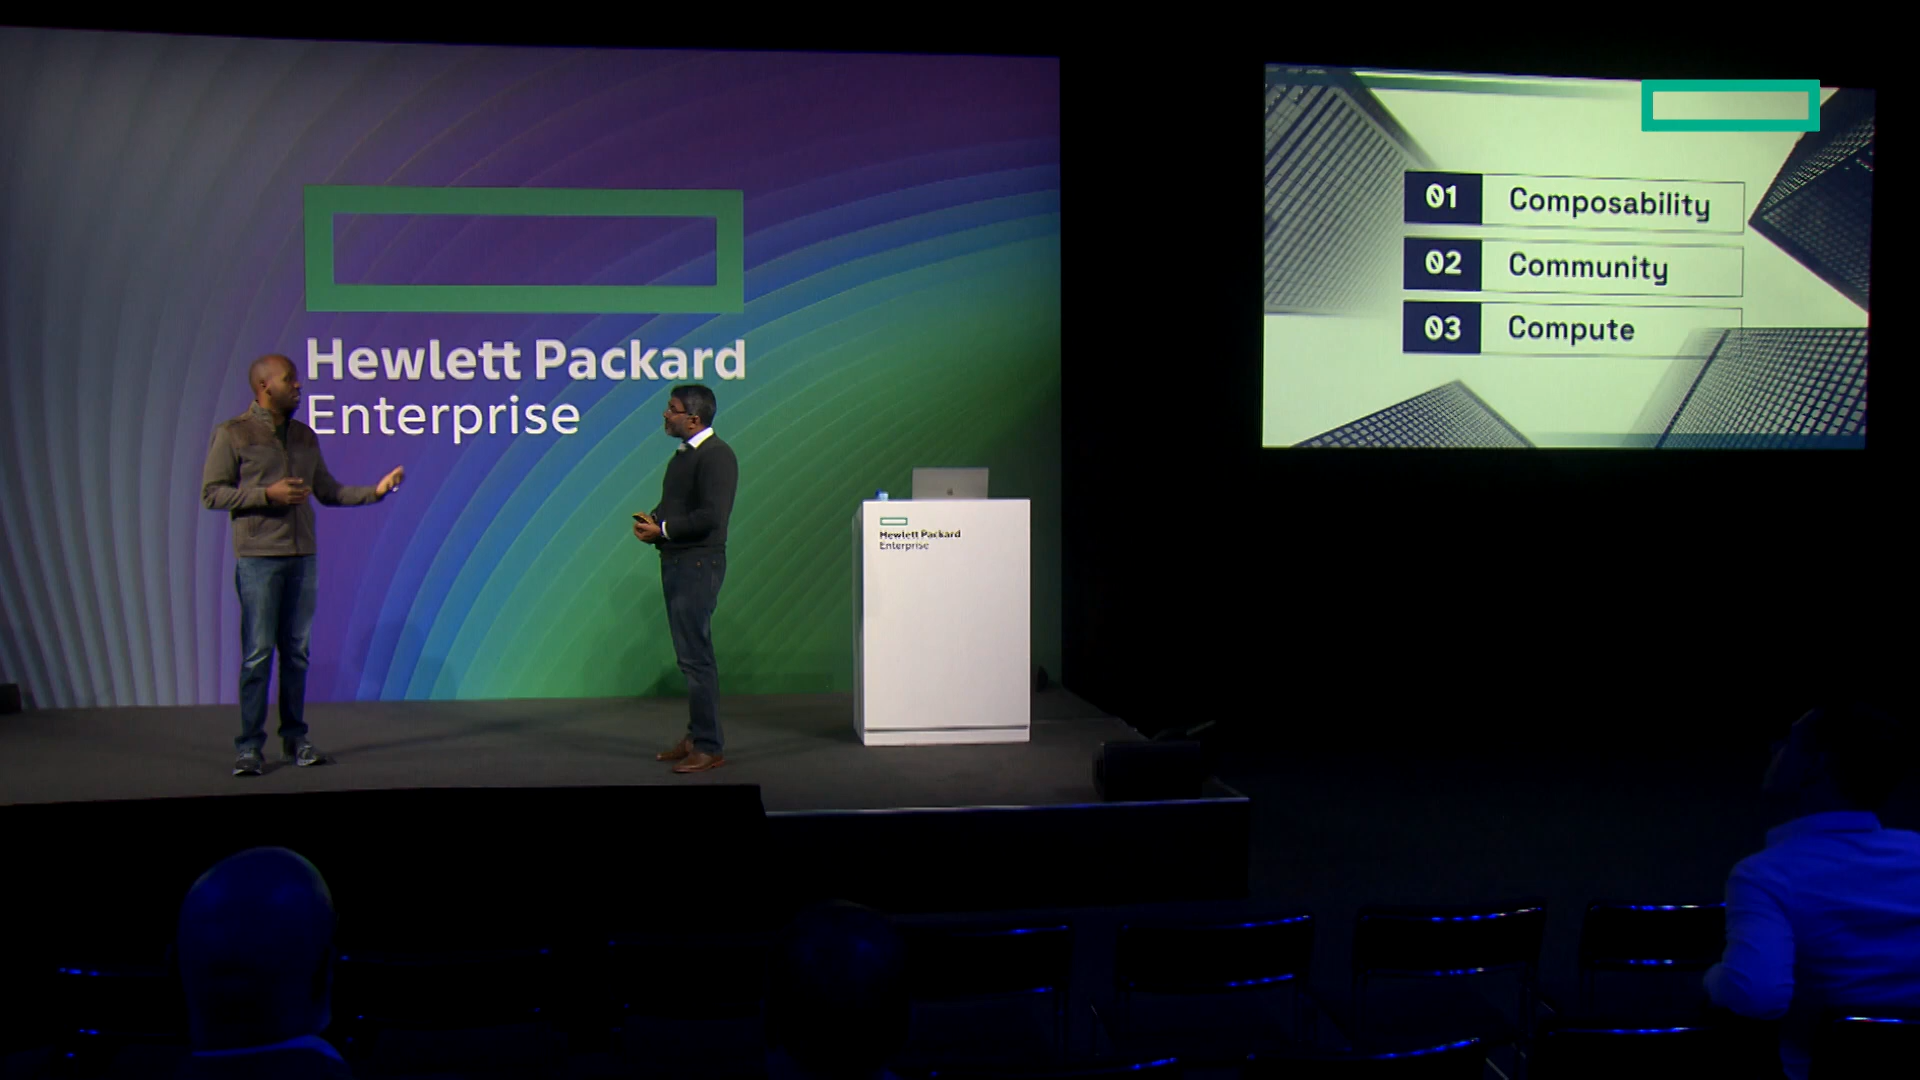 Hewlett Packard
Enterprise
Hewlett Packard
Enterprise
01 Composability
02 Community
03 Compute